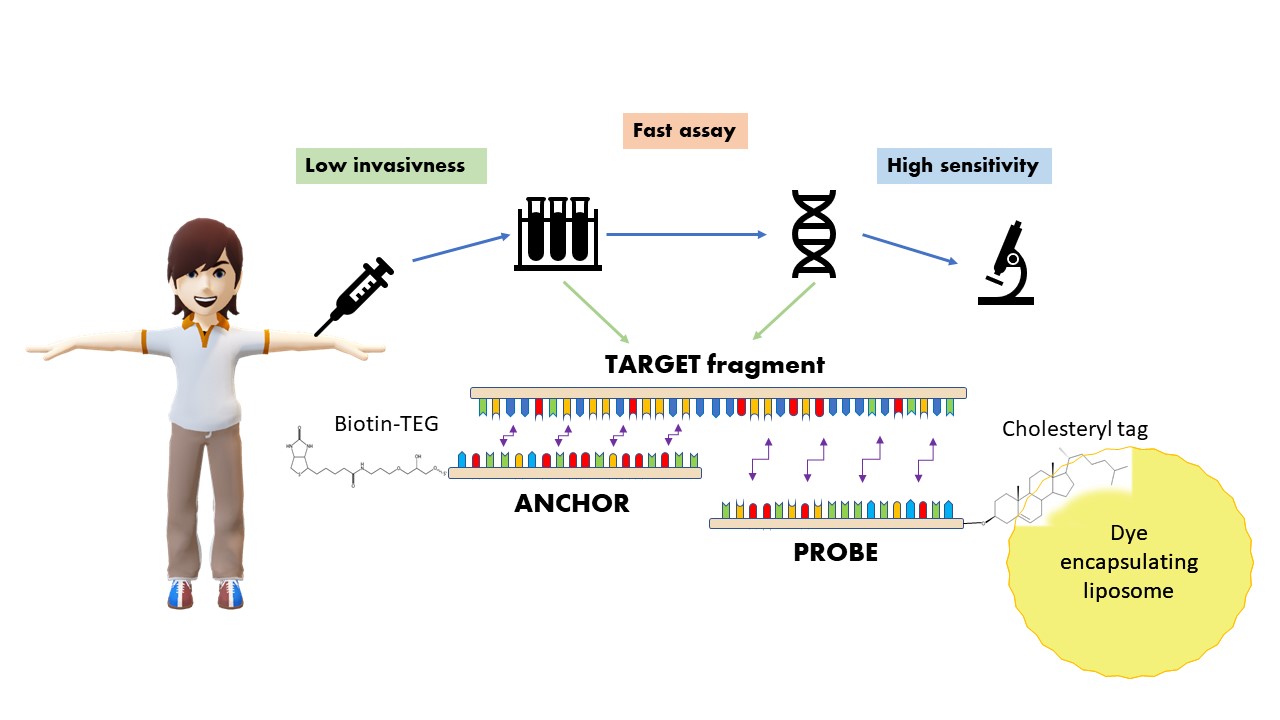 Fast assay
Low invasivness
High sensitivity
TARGET fragment
Biotin-TEG
Cholesteryl tag
ANCHOR
PROBE
Dye
encapsulating
liposome